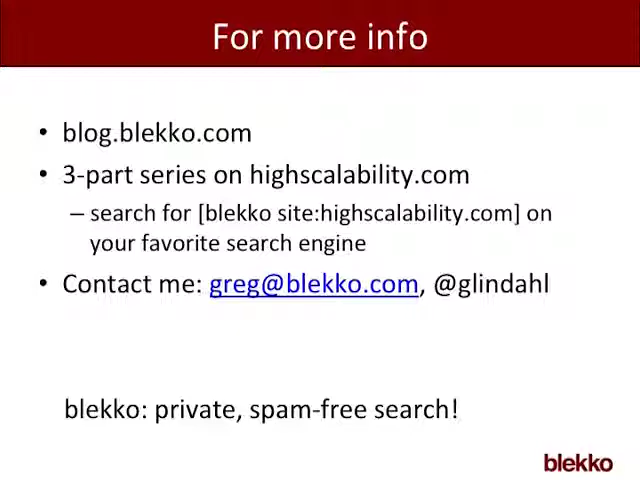 For more info
• blog.blekko.com
• 3-part series on highscalability.com
– search for [blekko site:highscalability.com] on
your favorite search engine
• Contact me: greg@blekko.com, @glindahl
blekko: private, spam-free search!
blekko